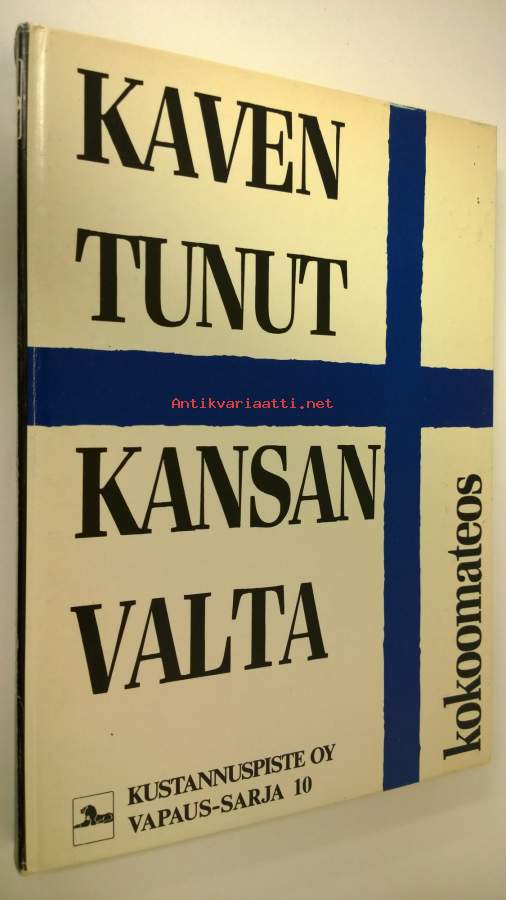 KAVEN
TUNUT
Antikvariaatti.net
KANSAN
VALTA
kokoomateos
KUSTANNUSPISTE OY
VAPAUS-SARJA 10